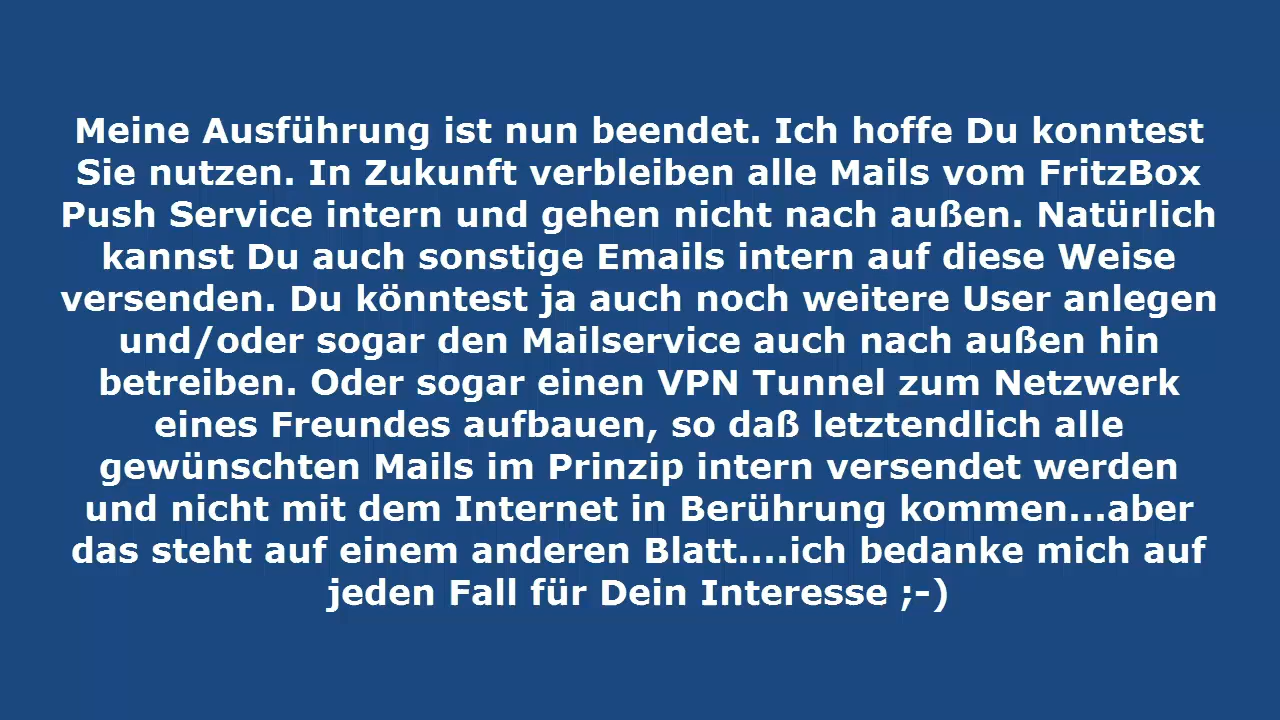 Meine Ausführung ist nun beendet. Ich hoffe Du konntest
Sie nutzen. In Zukunft verbleiben alle Mails vom FritzBox
Push Service intern und gehen nicht nach außen. Natürlich
kannst Du auch sonstige Emails intern auf diese Weise
versenden. Du könntest ja auch noch weitere User anlegen
und/oder sogar den Mailservice auch nach außen hin
betreiben. Oder sogar einen VPN Tunnel zum Netzwerk
eines Freundes aufbauen, so daß letztendlich alle
gewünschten Mails im Prinzip intern versendet werden
und nicht mit dem Internet in Berührung kommen...aber
das steht auf einem anderen Blatt....ich bedanke mich auf
jeden Fall für Dein Interesse ;-)